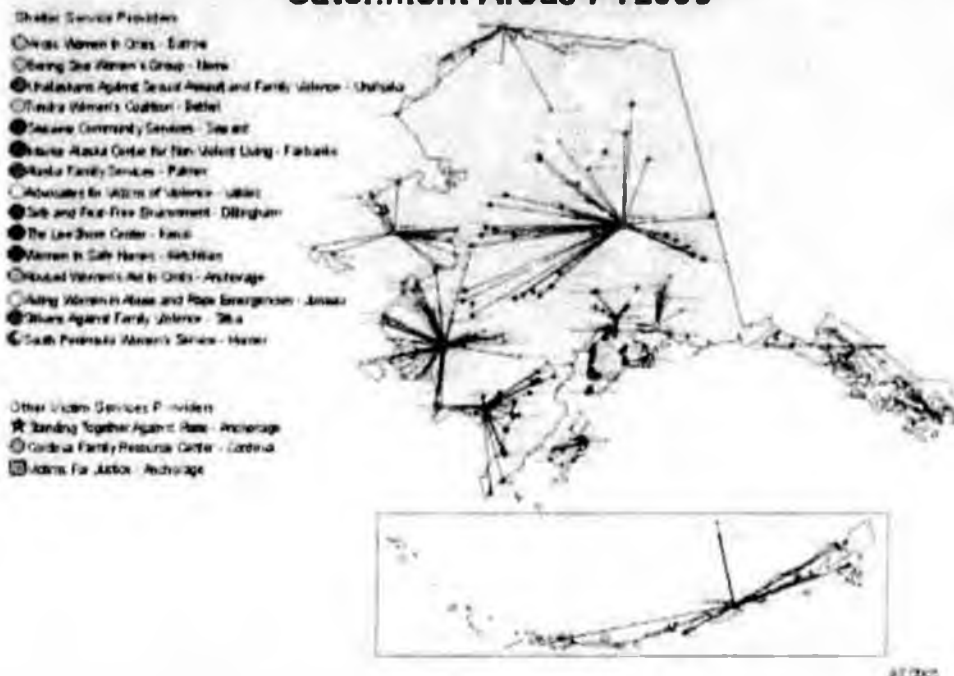 Catchment Areas FY2005
Shelter Service Providers
Arctic Women in Crisis - Barrow
Bering Sea Women's Group - Nome
Unalaskans Against Sexual Assault and Family Violence - Unalaska
Tundra Women's Coalition - Bethel
Seaview Community Services - Seward
Interior Alaska Center for Non-Violent Living - Fairbanks
Alaska Family Services - Palmer
Advocates for Victims of Violence - Valdez
Safe and Fear-Free Environment - Dillingham
The LeeShore Center - Kenai
Women in Safe Homes - Ketchikan
Abused Women's Aid in Crisis - Anchorage
Aiding Women in Abuse and Rape Emergencies - Juneau
Sitkans Against Family Violence - Sitka
South Peninsula Women's Service - Homer
Other Victim Services Providers
Standing Together Against Rape - Anchorage
Cordova Family Resource Center - Cordova
Victims For Justice - Anchorage